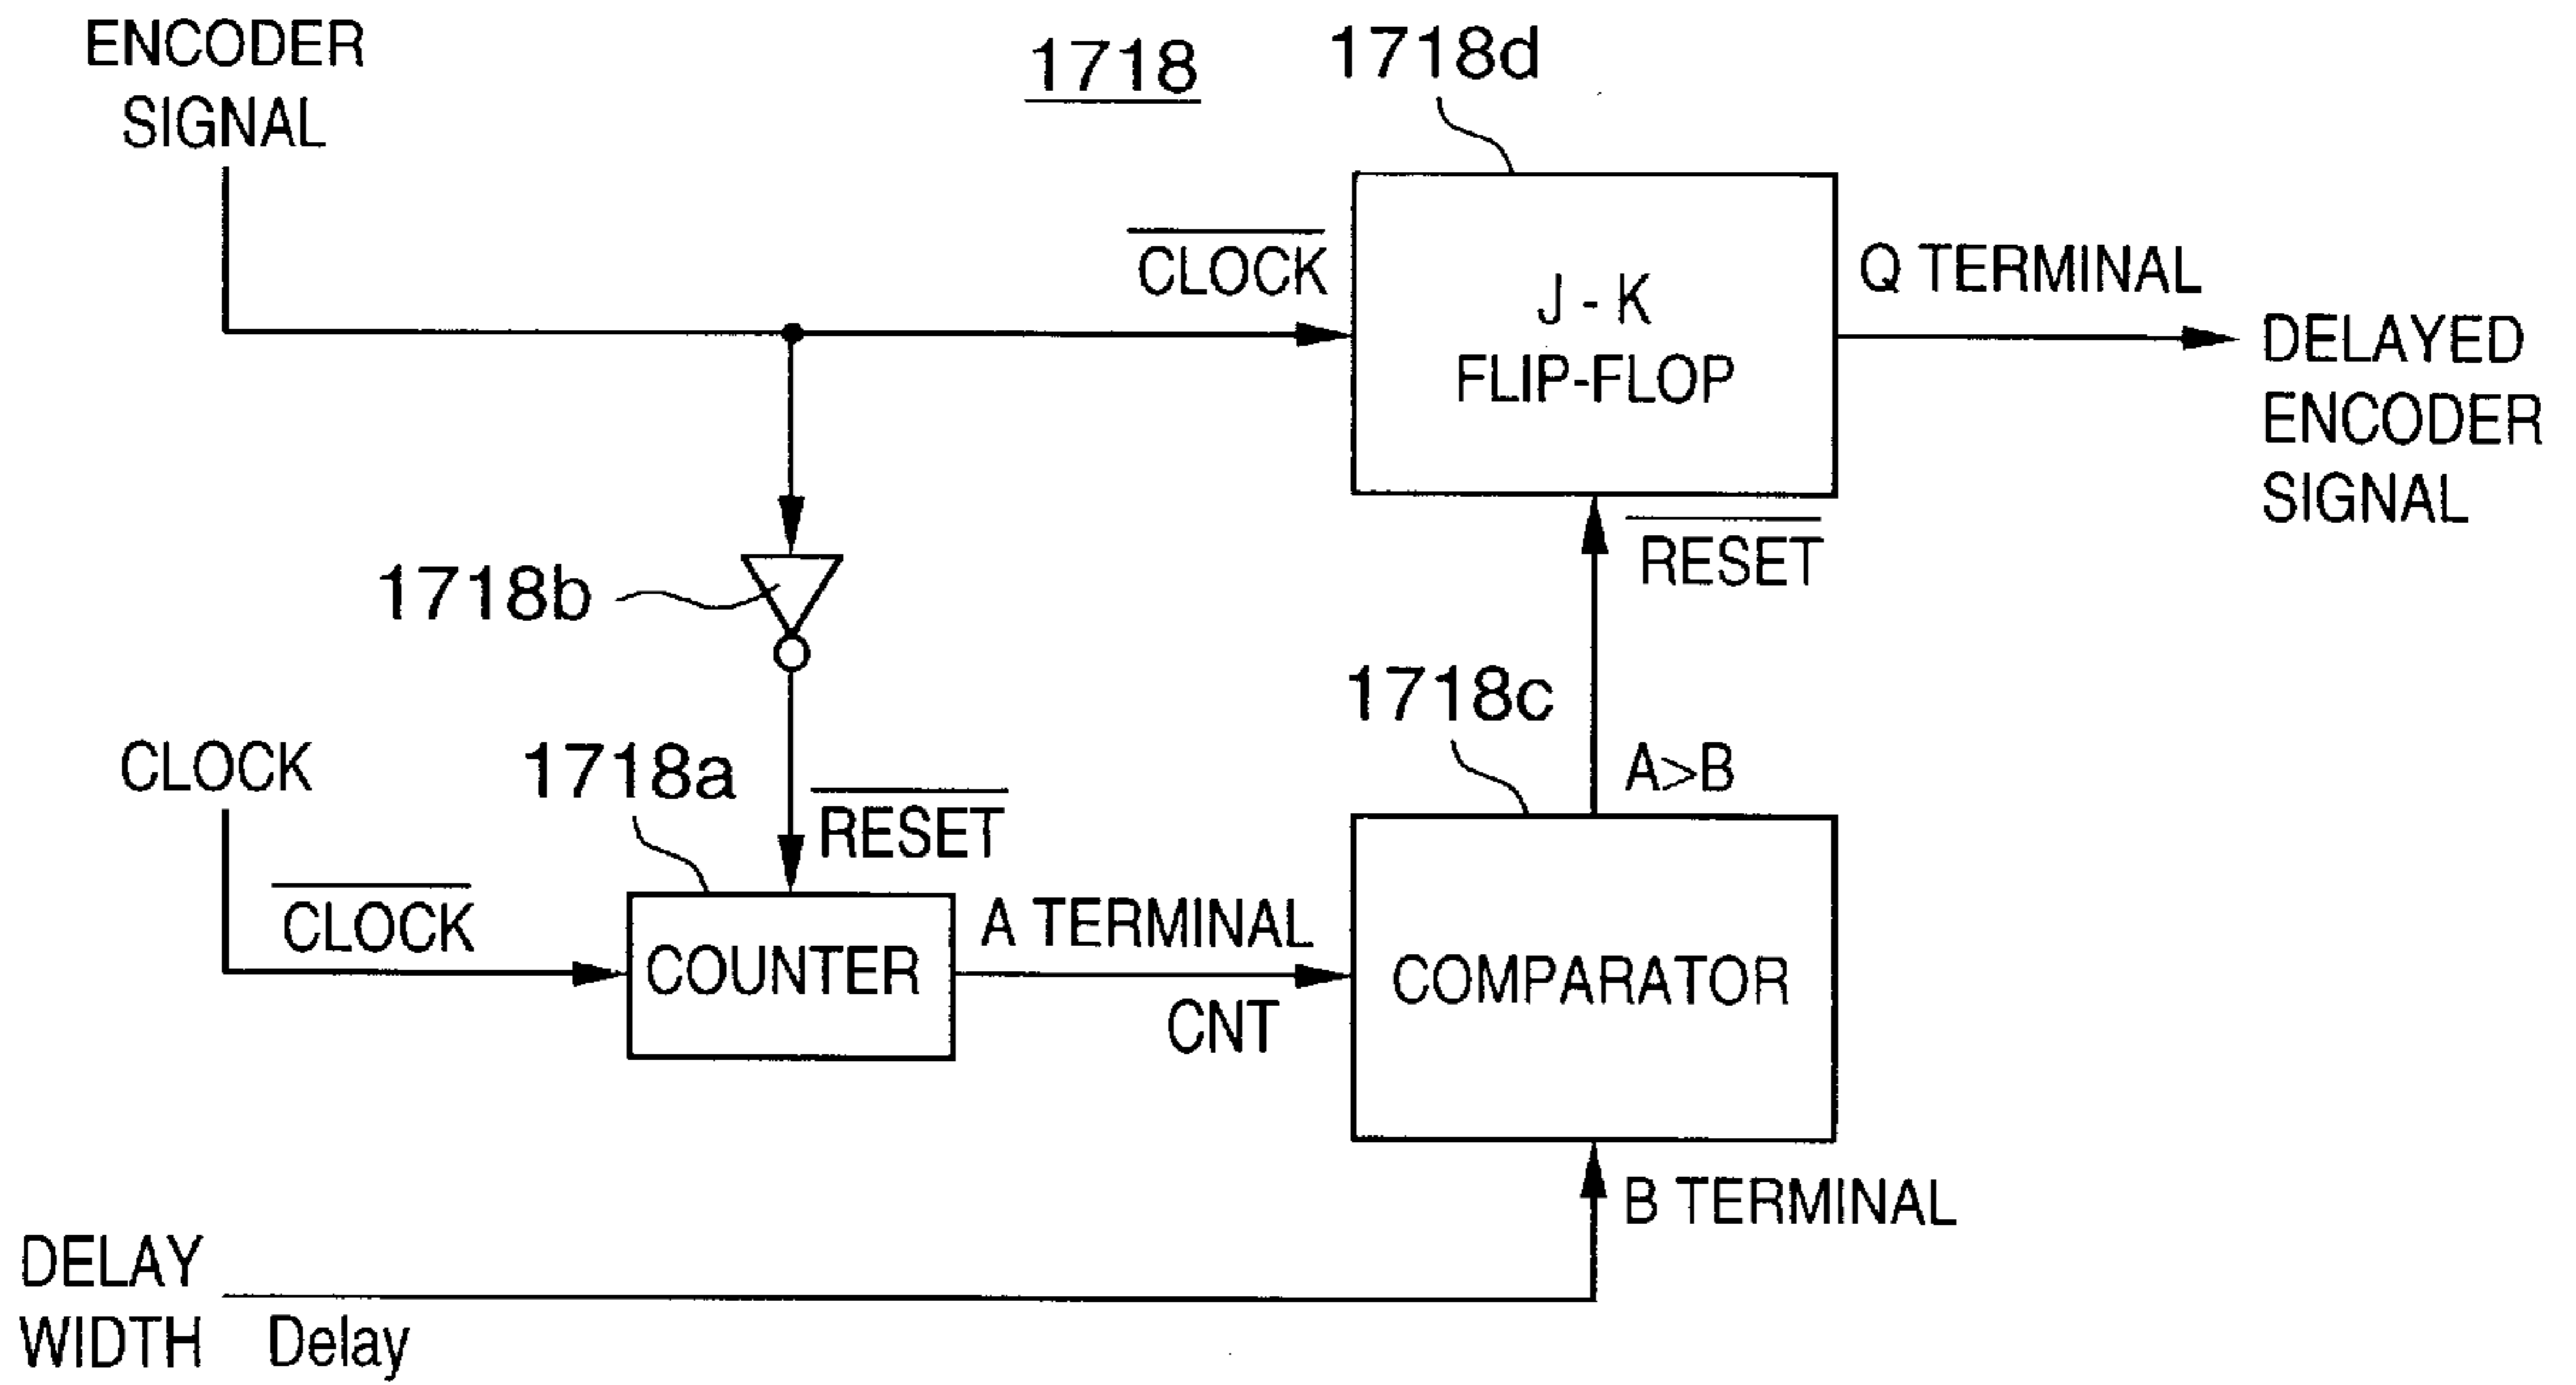 ENCODER
SIGNAL
1718
1718d
CLOCK
J - K
FLIP-FLOP
Q TERMINAL
DELAYED
ENCODER
SIGNAL
RESET
1718b
1718c
A>B
CLOCK
1718a
RESET
CLOCK
COUNTER
A TERMINAL
CNT
COMPARATOR
B TERMINAL
DELAY
WIDTH Delay